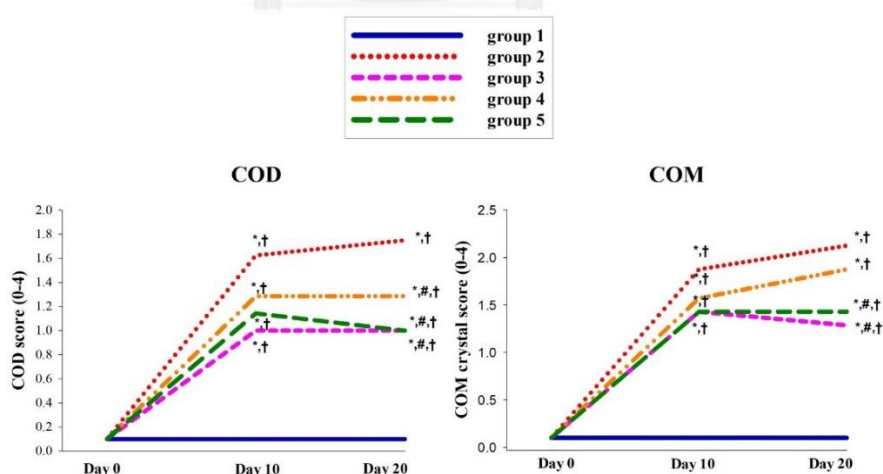 group 1
group 2
group 3
group 4
group 5
COD
COD score (0-4)
2.0
1.8
1.6
1.4
1.2
1.0
0.8
0.6
0.4
0.2
0.0
*,†
*,†
*,†
*,†
*,†
*,#,†
*,#,†
*,#,†
Day 0
Day 10
Day 20
COM
COM crystal score (0-4)
2.5
2.0
1.5
1.0
0.5
0.0
*,†
*,†
*,†
*,†
*,†
*,†
*,#,†
*,#,†
Day 0
Day 10
Day 20